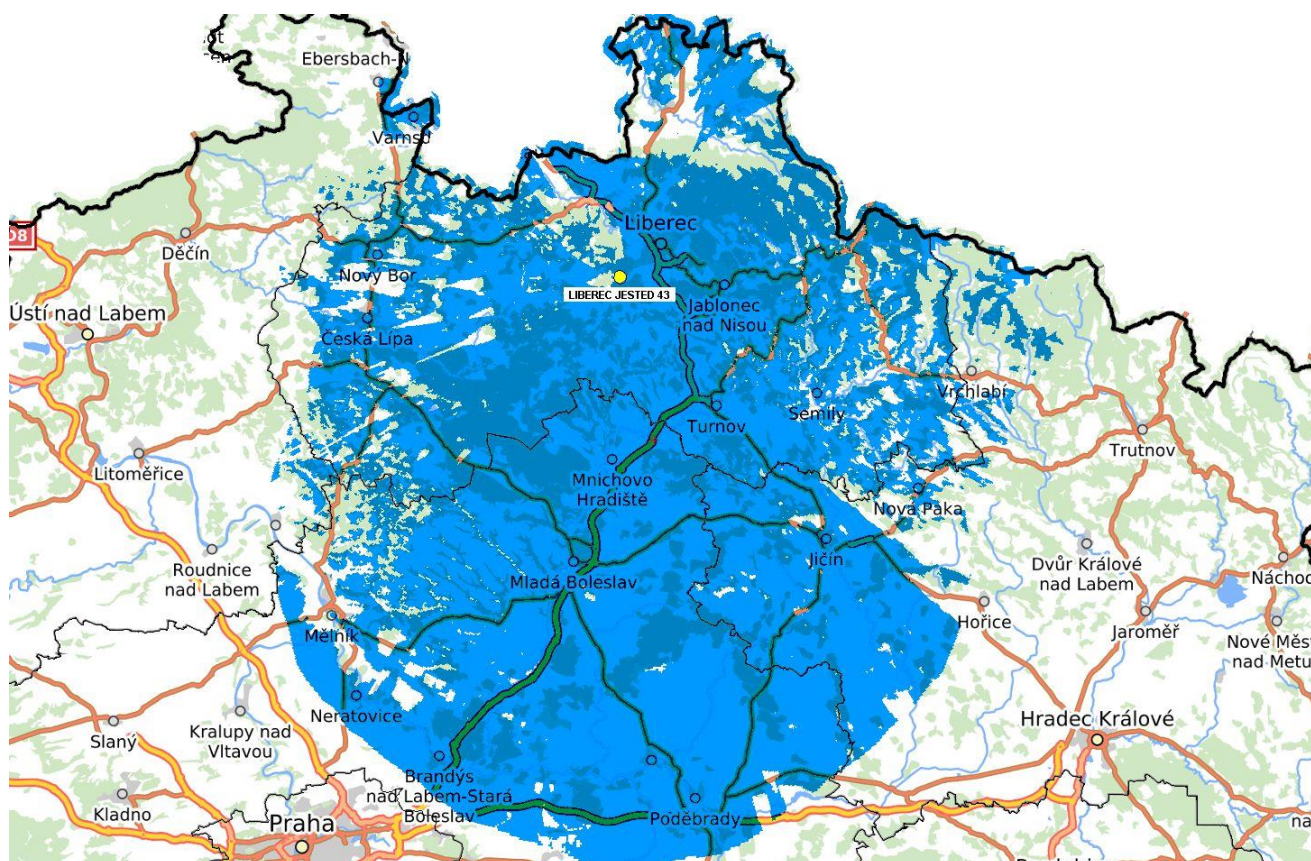 Ebersbach-N
Varnsd
D8
Děčín
Liberec
Nový Bor
LIBEREC JESTED 43
Jablonec
nad Nisou
Ústí nad Labem
Česká Lípa
Vrchlabí
Semily
Turnov
Litoměřice
Trutnov
Mnichovo
Hradiště
Nová Paka
Jičín
Roudnice
nad Labem
Mladá Boleslav
Dvůr Králové
nad Labem
Náchod
Mělník
Hořice
Jaroměř
Nové Měst
nad Metu
Neratovice
Slaný
Kralupy nad
Vltavou
Hradec Králové
Brandýs
nad Labem-Stará
Boleslav
Kladno
Praha
Poděbrady
na